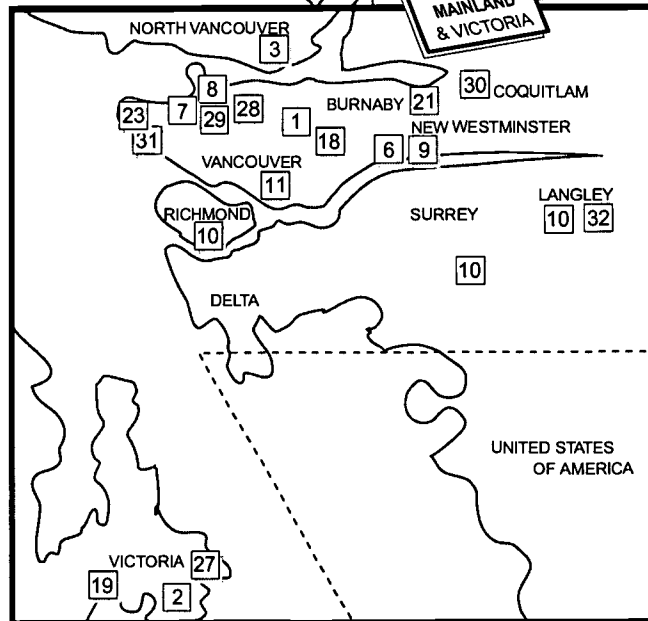 MAINLAND
& VICTORIA
NORTH VANCOUVER
3
8
30 COQUITLAM
BURNABY 21
23 7 29 28 1
NEW WESTMINSTER
31 18 6 9
VANCOUVER
11
LANGLEY
RICHMOND SURREY 10 32
10
10
DELTA
UNITED STATES
OF AMERICA
VICTORIA 27
19 2